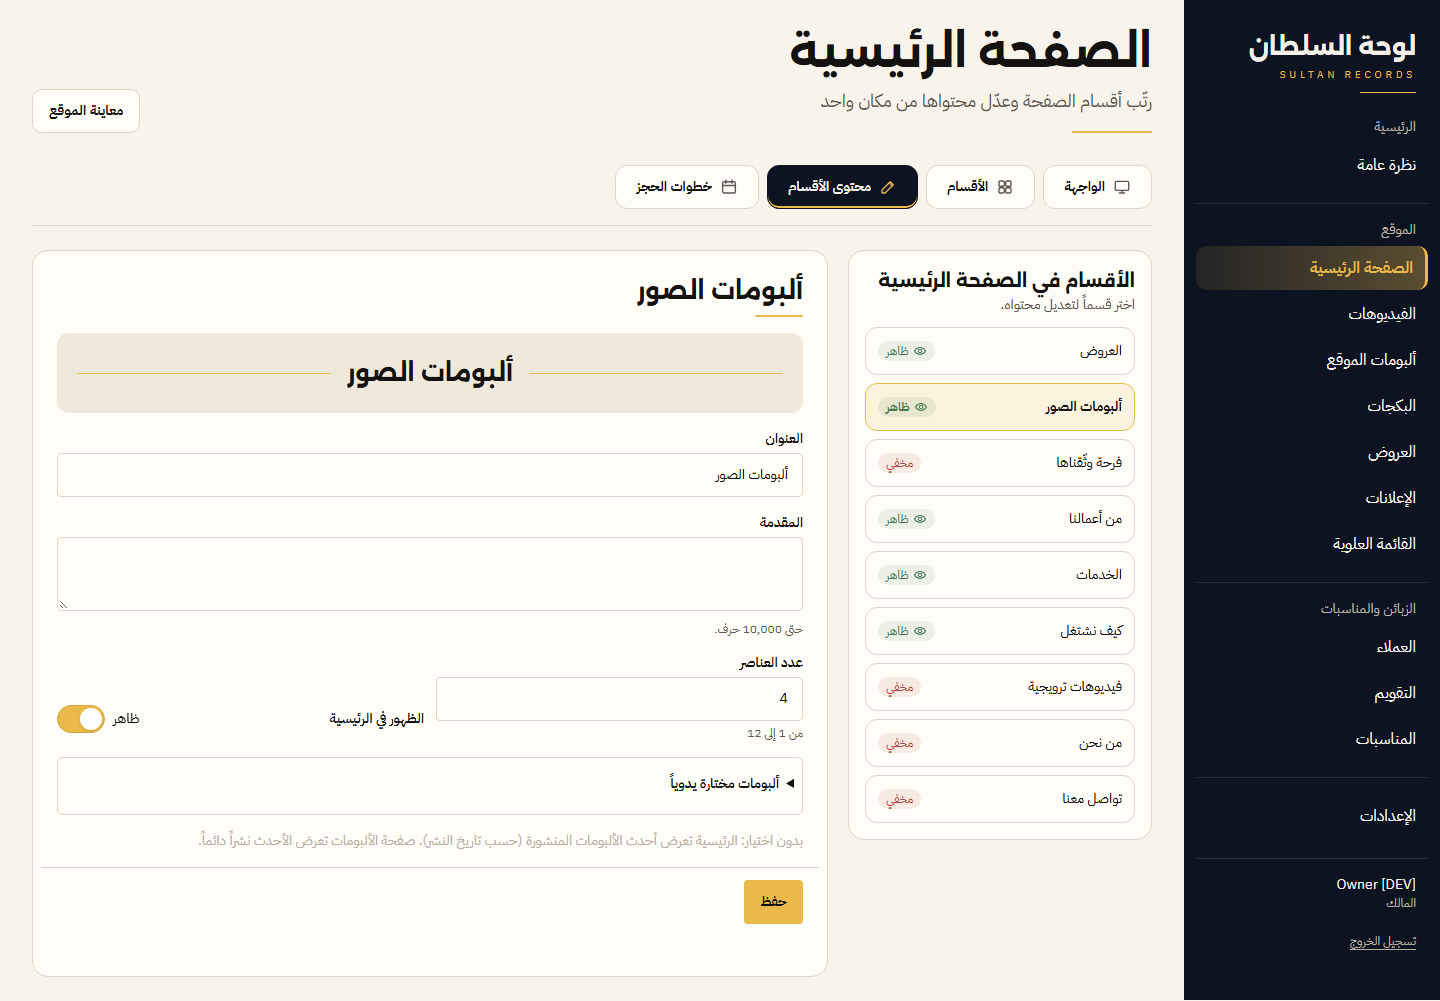 لوحة السلطان
SULTAN RECORDS
الرئيسية
نظرة عامة
الموقع
الصفحة الرئيسية
الفيديوهات
ألبومات الموقع
البكجات
العروض
الإعلانات
القائمة العلوية
الزبائن والمناسبات
العملاء
التقويم
المناسبات
الإعدادات
Owner [DEV]
المالك
تسجيل الخروج
الصفحة الرئيسية
رتّب أقسام الصفحة وعدّل محتواها من مكان واحد
معاينة الموقع
الواجهة
الأقسام
محتوى الأقسام
خطوات الحجز
الأقسام في الصفحة الرئيسية
اختر قسماً لتعديل محتواه.
العروض ظاهر
ألبومات الصور ظاهر
فرحة وثّقناها مخفي
من أعمالنا ظاهر
الخدمات ظاهر
كيف نشتغل ظاهر
فيديوهات ترويجية مخفي
من نحن مخفي
تواصل معنا مخفي
ألبومات الصور
ألبومات الصور
العنوان
ألبومات الصور
المقدمة
حتى 10,000 حرف.
عدد العناصر
4
من 1 إلى 12
الظهور في الرئيسية
ظاهر
ألبومات مختارة يدوياً
بدون اختيار: الرئيسية تعرض أحدث الألبومات المنشورة (حسب تاريخ النشر). صفحة الألبومات تعرض الأحدث نشراً دائماً.
حفظ